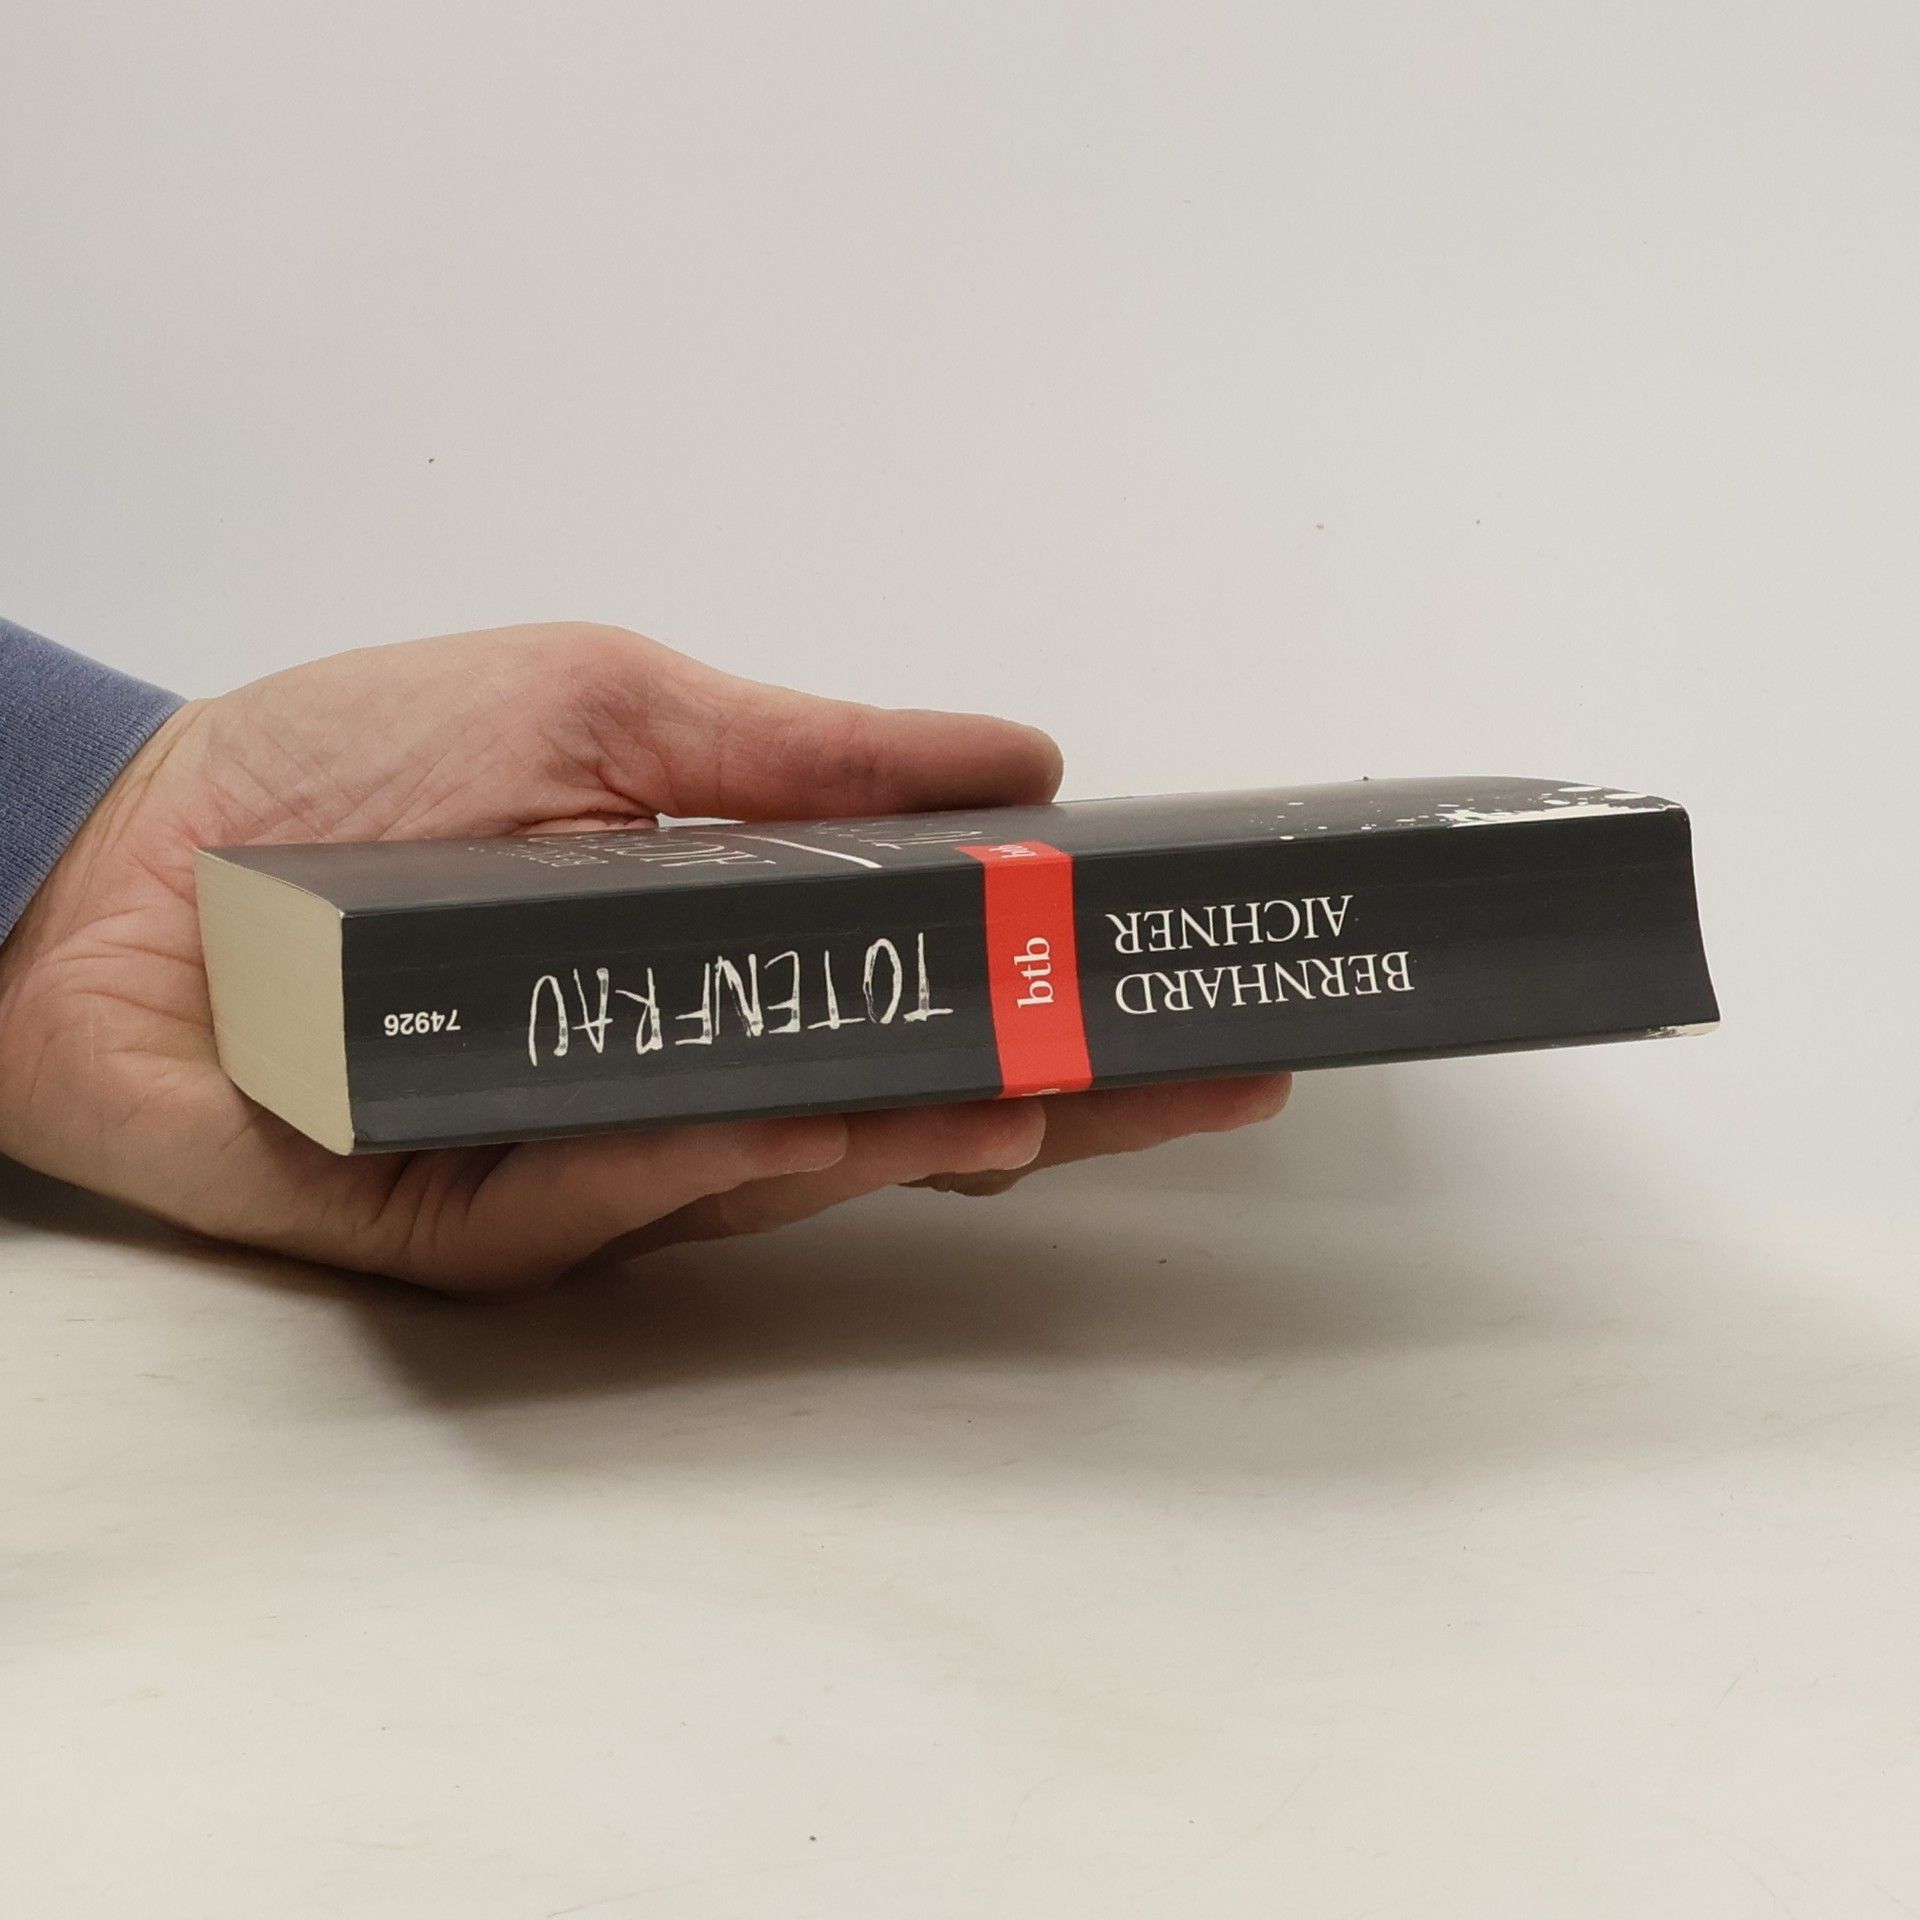 BERNHARD
AICHNER
btb
TOTENFRAU
74926